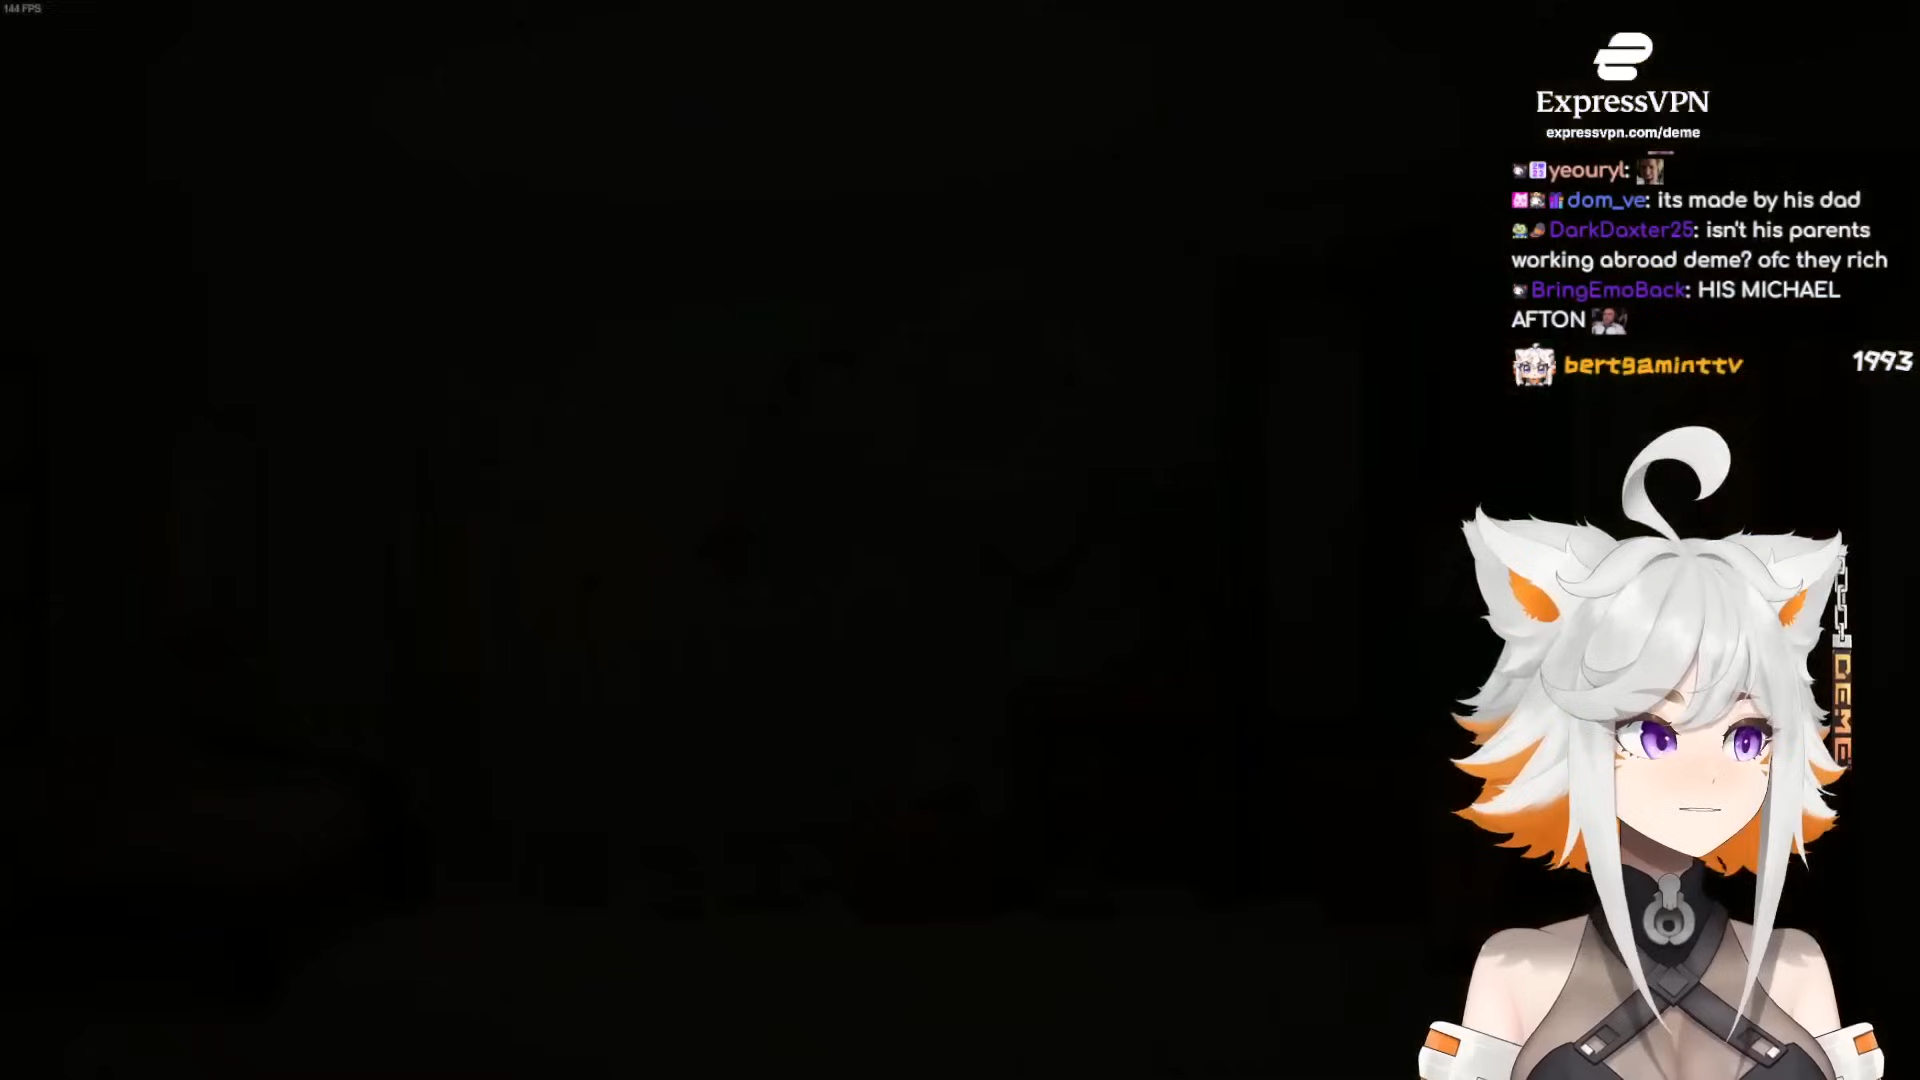 144 FPS
ExpressVPN
expressvpn.com/deme
yeouryl:
dom_ve: its made by his dad
DarkDaxter25: isn't his parents
working abroad deme? ofc they rich
BringEmoBack: HIS MICHAEL
AFTON
bertgaminttv 1993
DEME